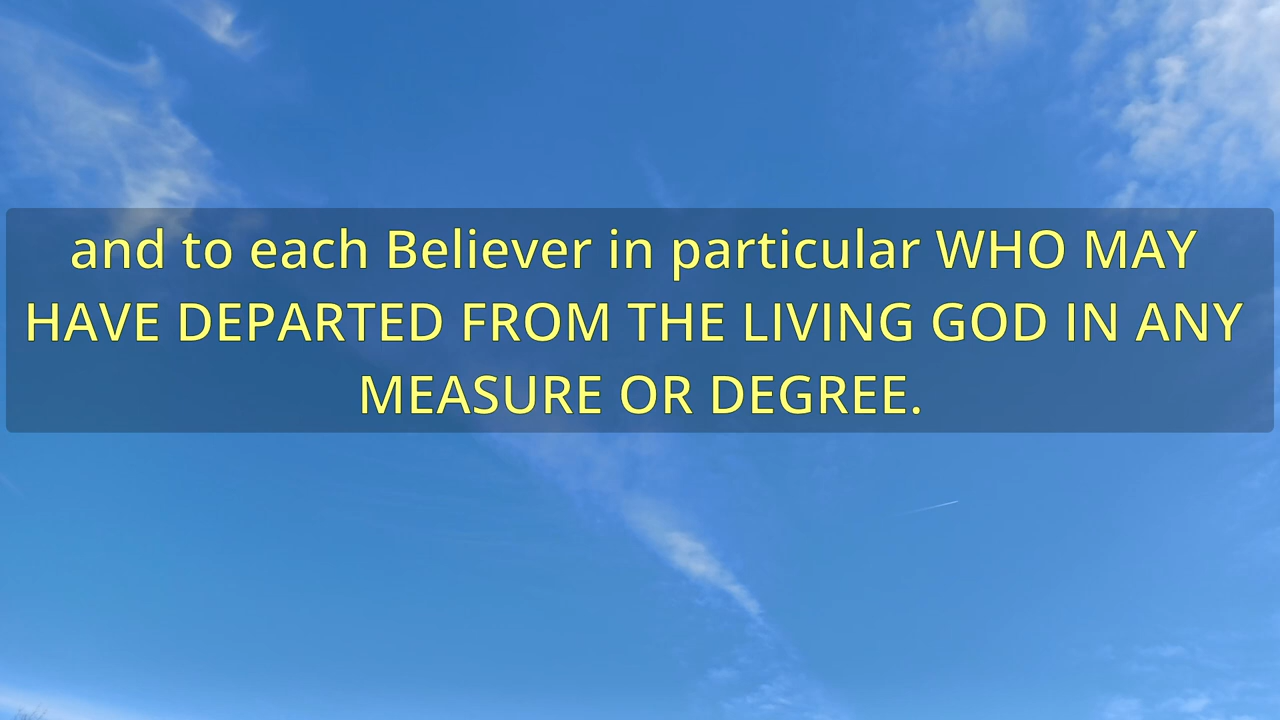 and to each Believer in particular WHO MAY
HAVE DEPARTED FROM THE LIVING GOD IN ANY
MEASURE OR DEGREE.